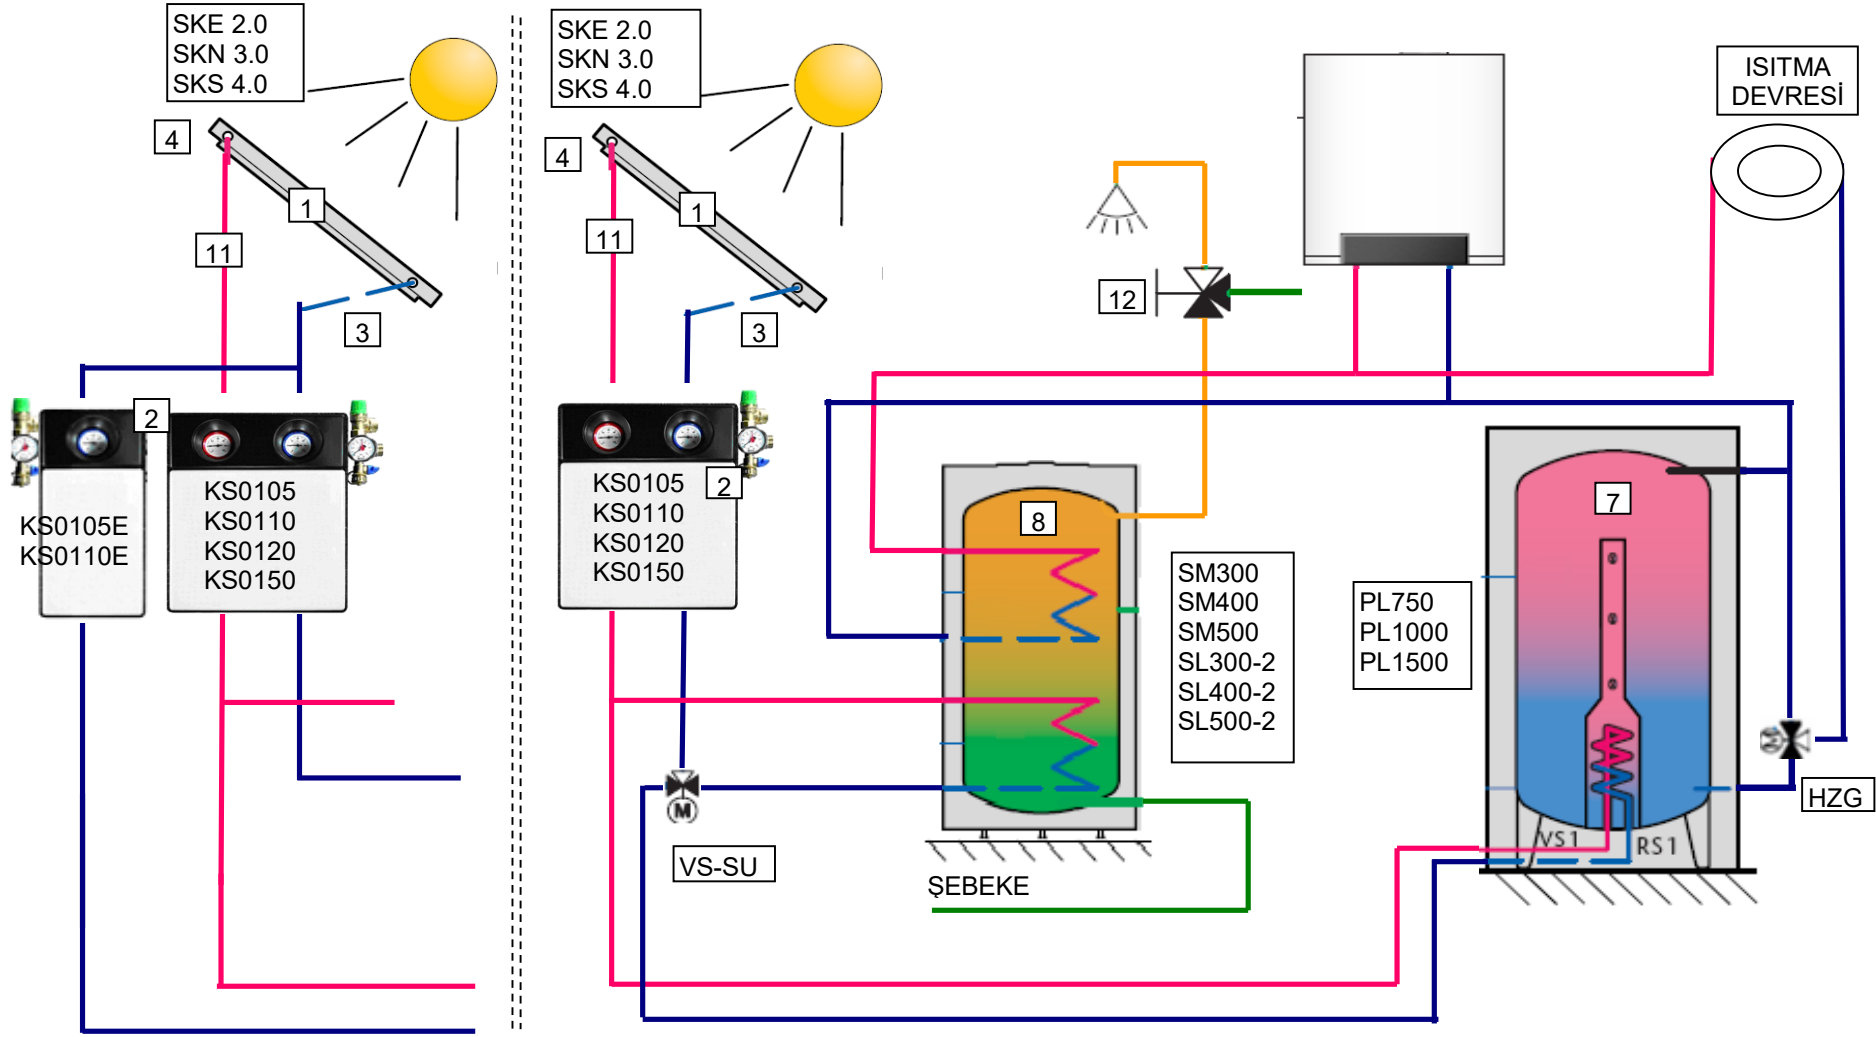 SKE 2.0
SKN 3.0
SKS 4.0
4
1
11
3
2
KS0105E
KS0110E
KS0105
KS0110
KS0120
KS0150
SKE 2.0
SKN 3.0
SKS 4.0
4
1
11
3
KS0105
KS0110
KS0120
KS0150
2
M
VS-SU
12
8
SM300
SM400
SM500
SL300-2
SL400-2
SL500-2
ŞEBEKE
ISITMA
DEVRESİ
7
PL750
PL1000
PL1500
VS1
RS1
M
HZG